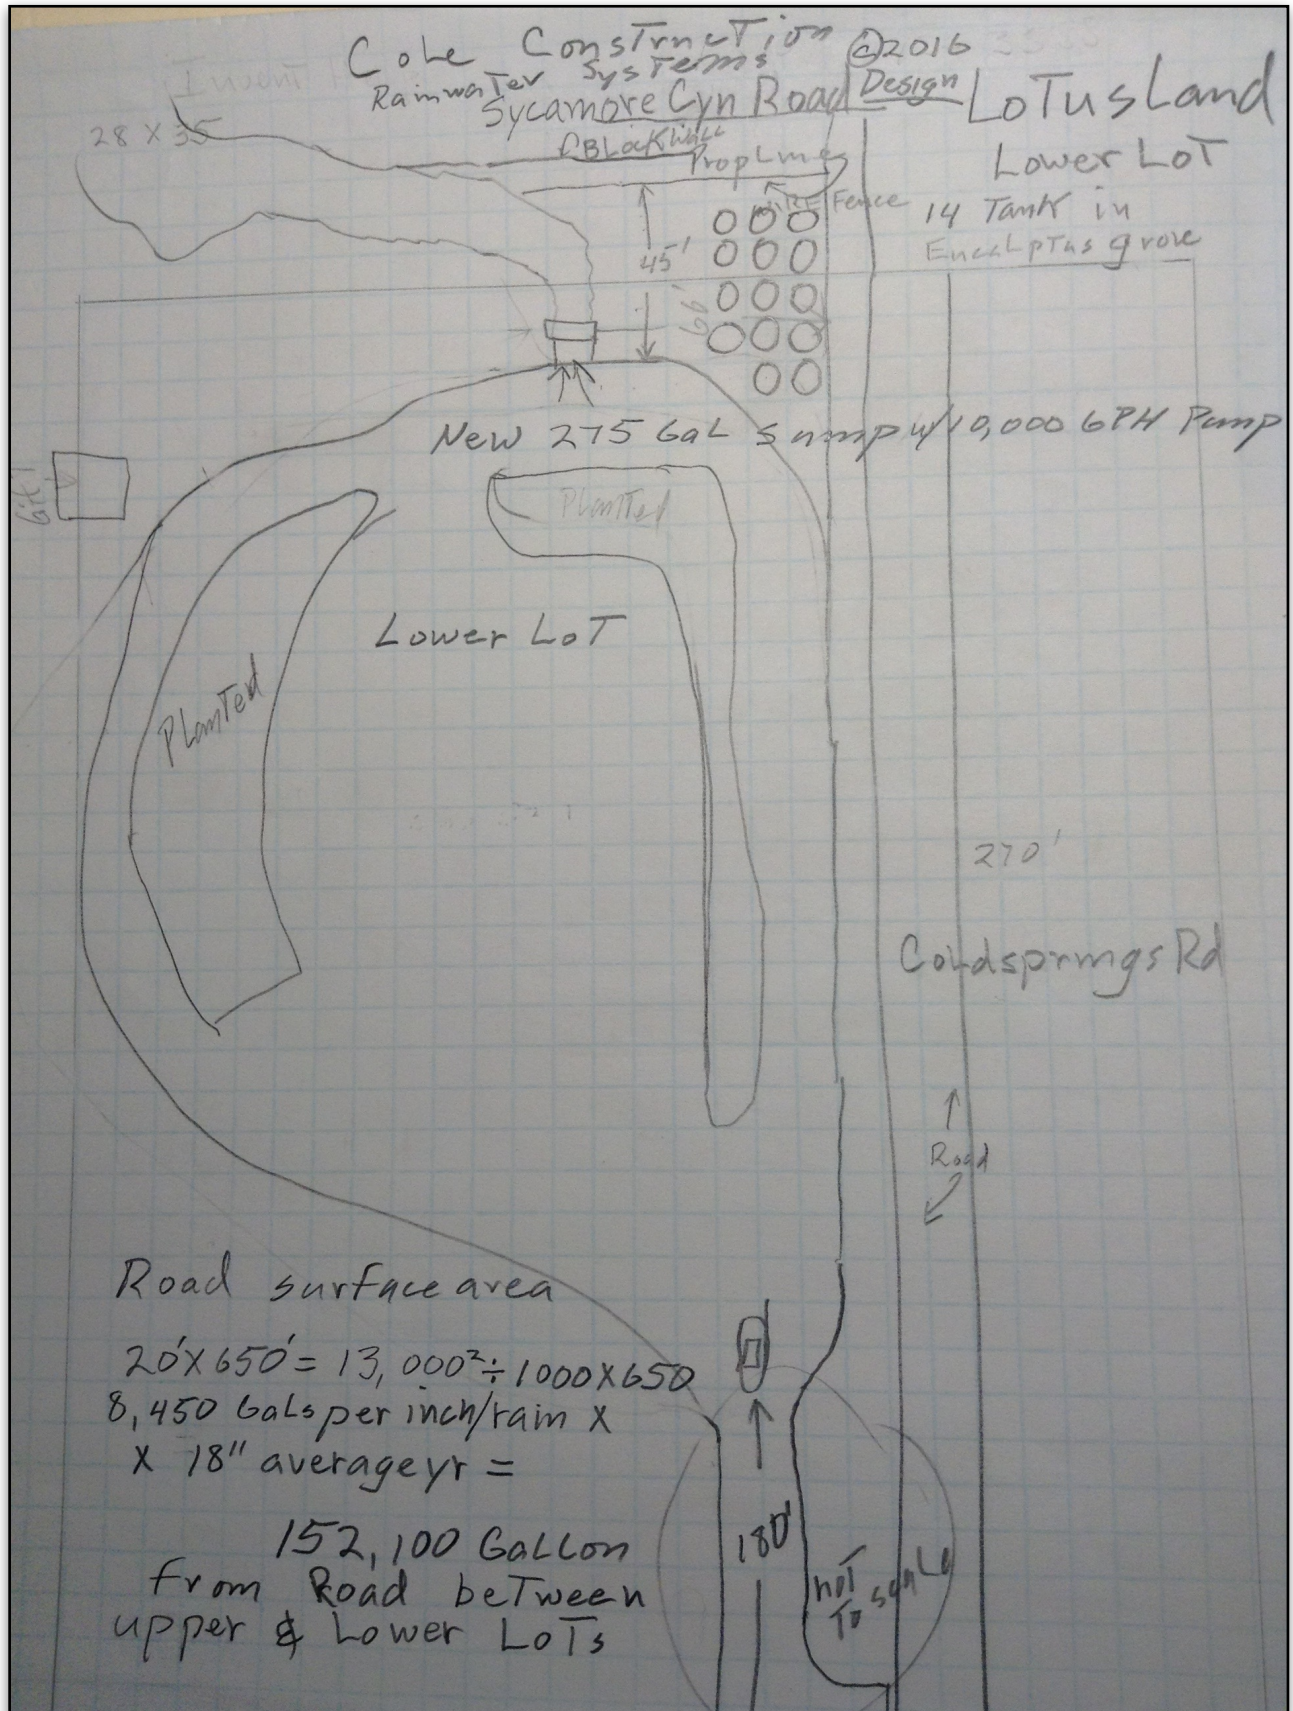 Cole Construction ©2016
Rainwater Systems
Sycamore Cyn Road Design LoTusLand
Lower LoT
28 X 35
BLockWall
Prop Line
Fence
14 Tank in
EucaLpTus grove
45'
66'
New 275 GaL sump w/10,000 GPH Pump
PlanTed
Lower LoT
PLanTed
270'
Coldsprings Rd
Road
Road surface area
20'X650'= 13,000²÷1000X650
8,450 GaLs per inch/rain X
X 18" average yr =
152,100 GaLLon
from Road beTween
upper & Lower LoTs
180'
noT
To scaLe